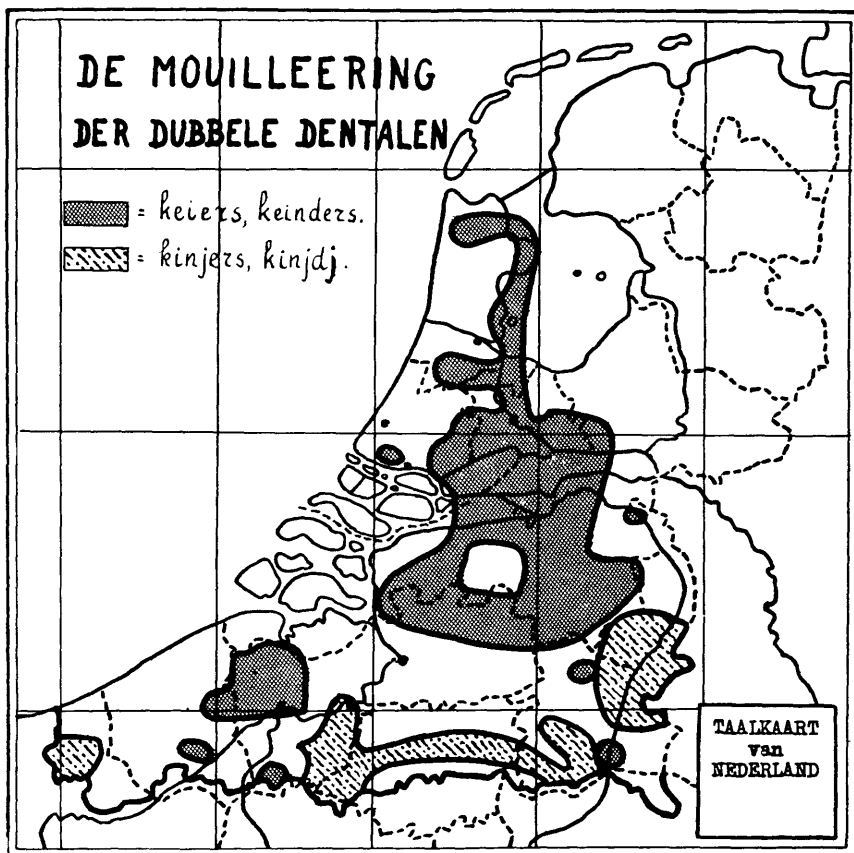 DE MOUILLEERING
DER DUBBELE DENTALEN
= keiers, keinders.
= kinjers, kinjdj.
TAALKAART
van
NEDERLAND